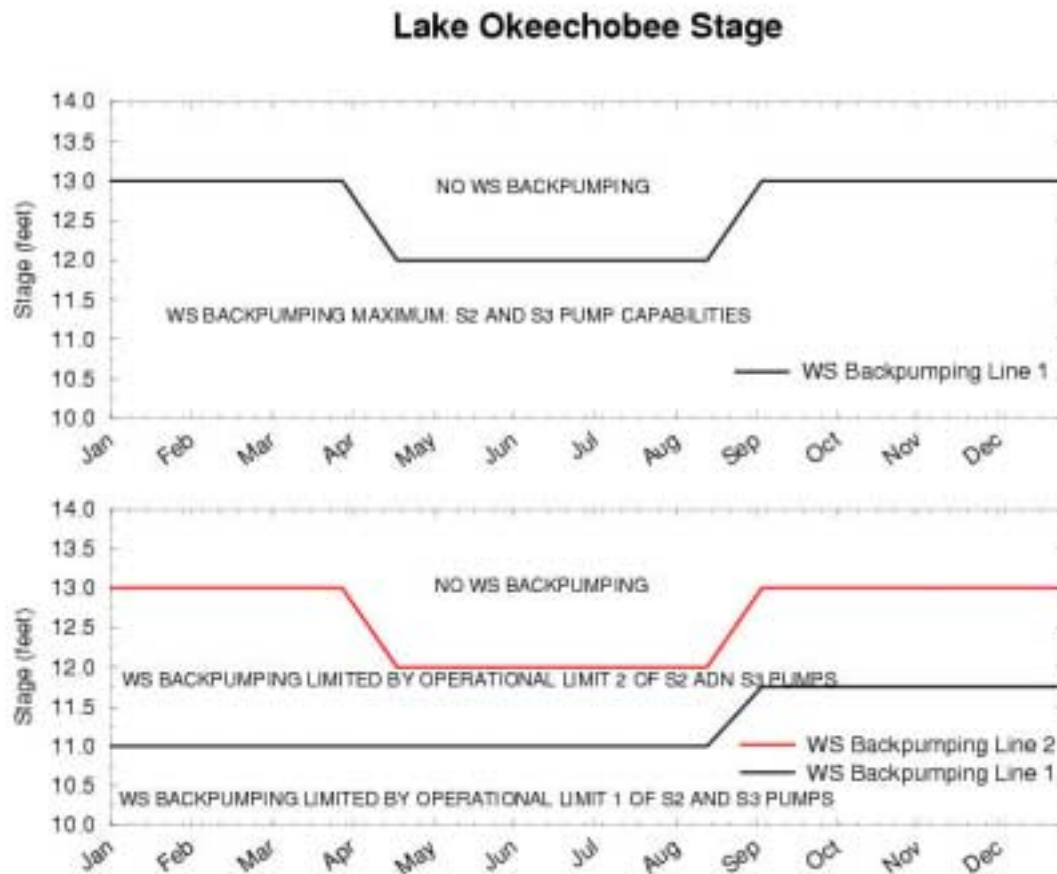 Lake Okeechobee Stage
14.0
13.5
13.0
12.5
12.0
11.5
11.0
10.5
10.0
Stage (feet)
NO WS BACKPUMPING
WS BACKPUMPING MAXIMUM: S2 AND S3 PUMP CAPABILITIES
WS Backpumping Line 1
Jan Feb Mar Apr May Jun Jul Aug Sep Oct Nov Dec
14.0
13.5
13.0
12.5
12.0
11.5
11.0
10.5
10.0
Stage (feet)
NO WS BACKPUMPING
WS BACKPUMPING LIMITED BY OPERATIONAL LIMIT 2 OF S2 ADN S3 PUMPS
WS Backpumping Line 2
WS Backpumping Line 1
WS BACKPUMPING LIMITED BY OPERATIONAL LIMIT 1 OF S2 AND S3 PUMPS
Jan Feb Mar Apr May Jun Jul Aug Sep Oct Nov Dec